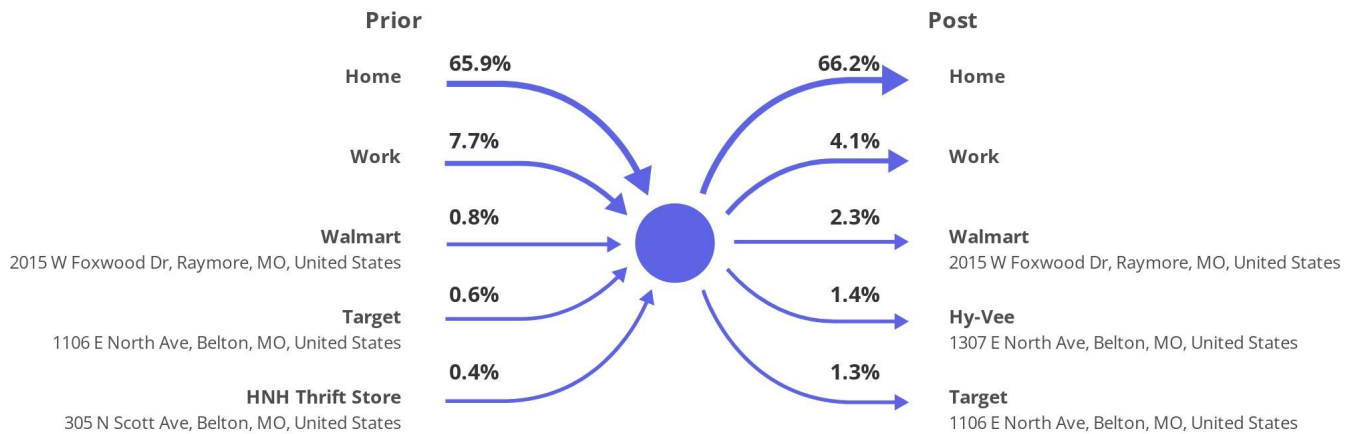 Prior
Post
65.9%
Home
66.2%
Home
7.7%
Work
4.1%
Work
0.8%
Walmart
2015 W Foxwood Dr, Raymore, MO, United States
2.3%
Walmart
2015 W Foxwood Dr, Raymore, MO, United States
0.6%
Target
1106 E North Ave, Belton, MO, United States
1.4%
Hy-Vee
1307 E North Ave, Belton, MO, United States
0.4%
HNH Thrift Store
305 N Scott Ave, Belton, MO, United States
1.3%
Target
1106 E North Ave, Belton, MO, United States